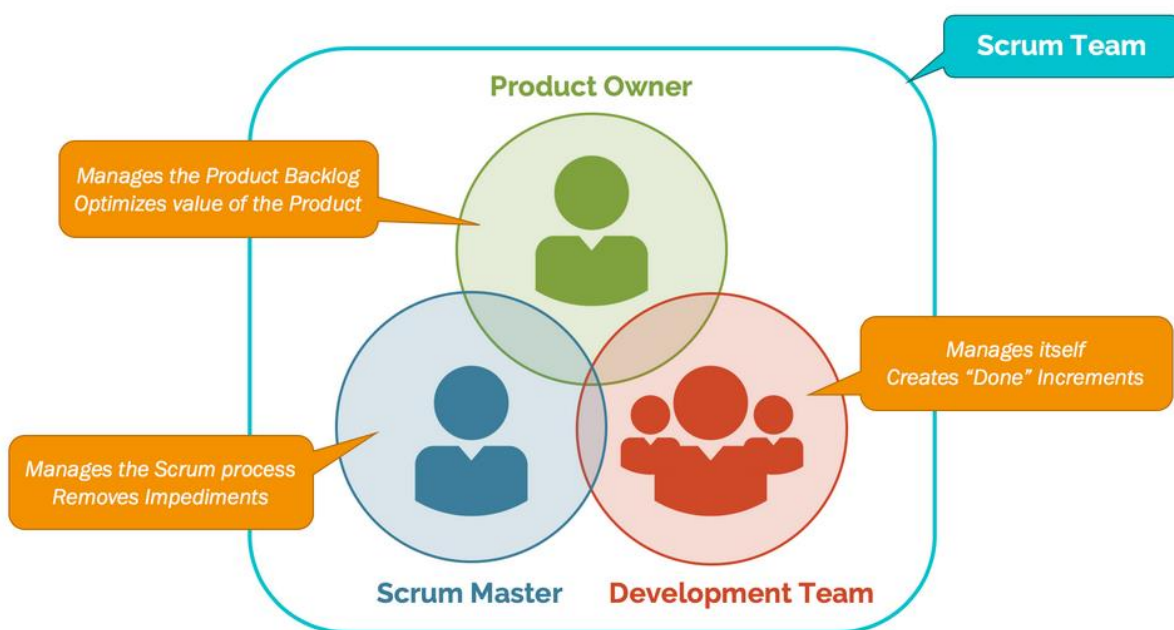 Scrum Team
Product Owner
Manages the Product Backlog
Optimizes value of the Product
Manages itself
Creates “Done” Increments
Manages the Scrum process
Removes Impediments
Scrum Master
Development Team